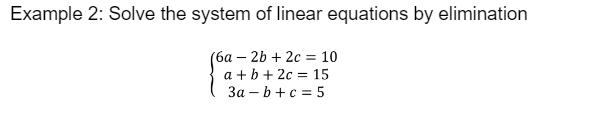 Example 2: Solve the system of linear equations by elimination
6a − 2b + 2c = 10
a + b + 2c = 15
3a − b + c = 5